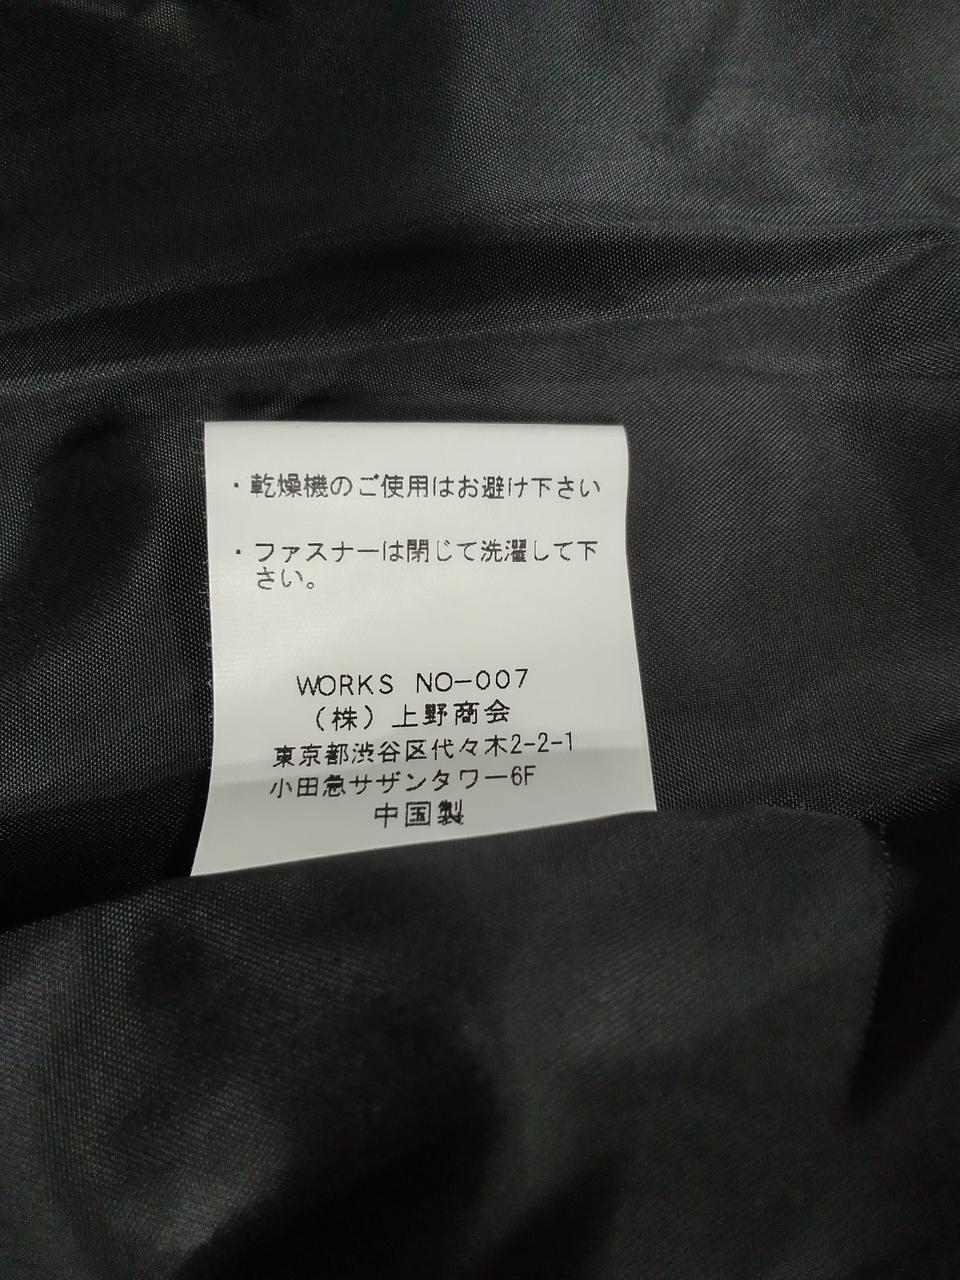 ・乾燥機のご使用はお避け下さい
・ファスナーは閉じて洗濯して下
さい。
WORKS NO-007
(株)上野商会
東京都渋谷区代々木2-2-1
小田急サザンタワー6F
中国製